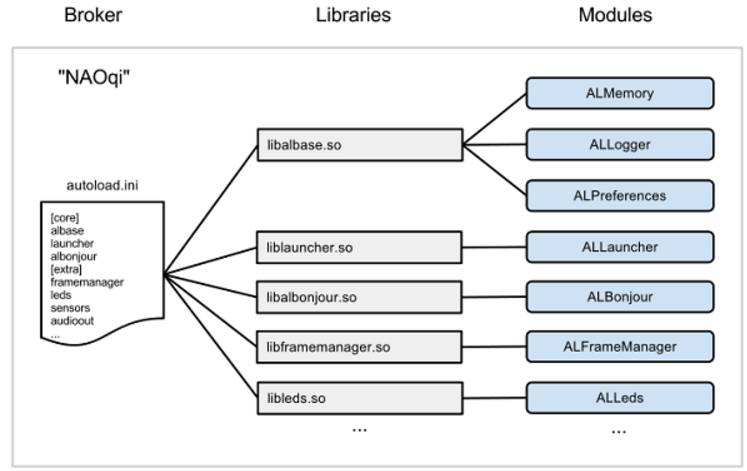 Broker
Libraries
Modules
"NAOqi"
autoload.ini
[core]
albase
launcher
albonjour
[extra]
framemanager
leds
sensors
audioout
...
libalbase.so
liblauncher.so
libalbonjour.so
libframemanager.so
libleds.so
...
ALMemory
ALLogger
ALPreferences
ALLauncher
ALBonjour
ALFrameManager
ALLeds
...